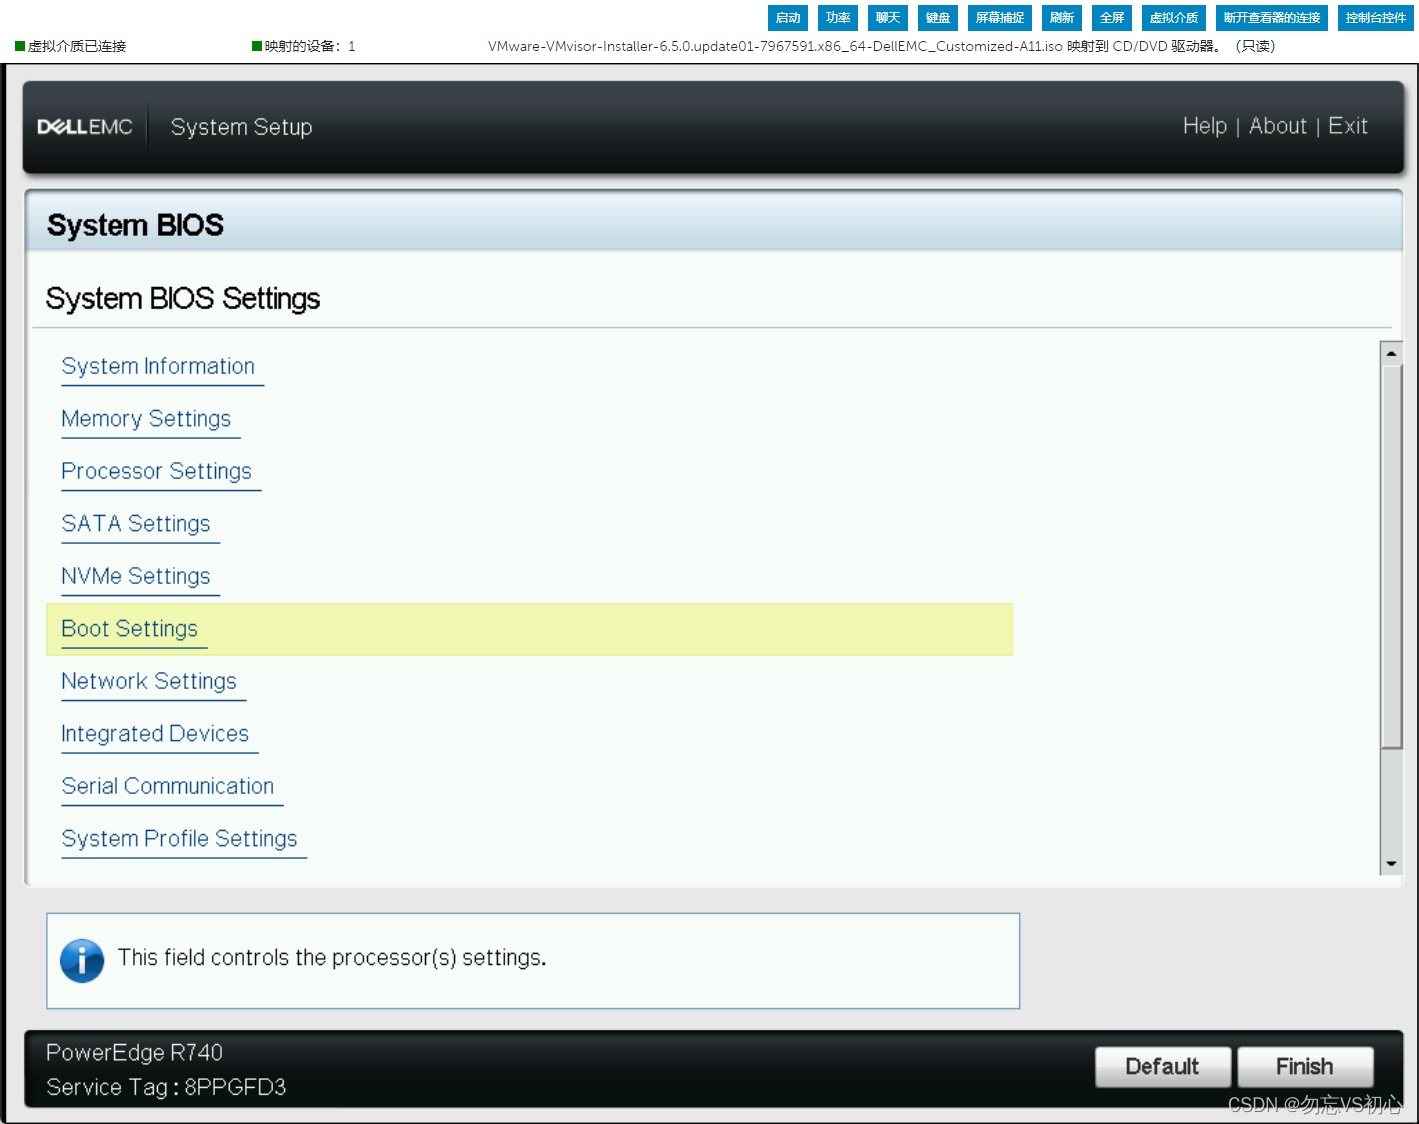 启动 功率 聊天 键盘 屏幕捕捉 刷新 全屏 虚拟介质 断开查看器的连接 控制台控件
虚拟介质已连接 映射的设备：1 VMware-VMvisor-Installer-6.5.0.update01-7967591.x86_64-DellEMC_Customized-A11.iso 映射到 CD/DVD 驱动器。（只读）
DELLEMC System Setup Help | About | Exit
System BIOS
System BIOS Settings
System Information
Memory Settings
Processor Settings
SATA Settings
NVMe Settings
Boot Settings
Network Settings
Integrated Devices
Serial Communication
System Profile Settings
This field controls the processor(s) settings.
PowerEdge R740
Service Tag : 8PPGFD3
Default Finish
CSDN @勿忘VS初心